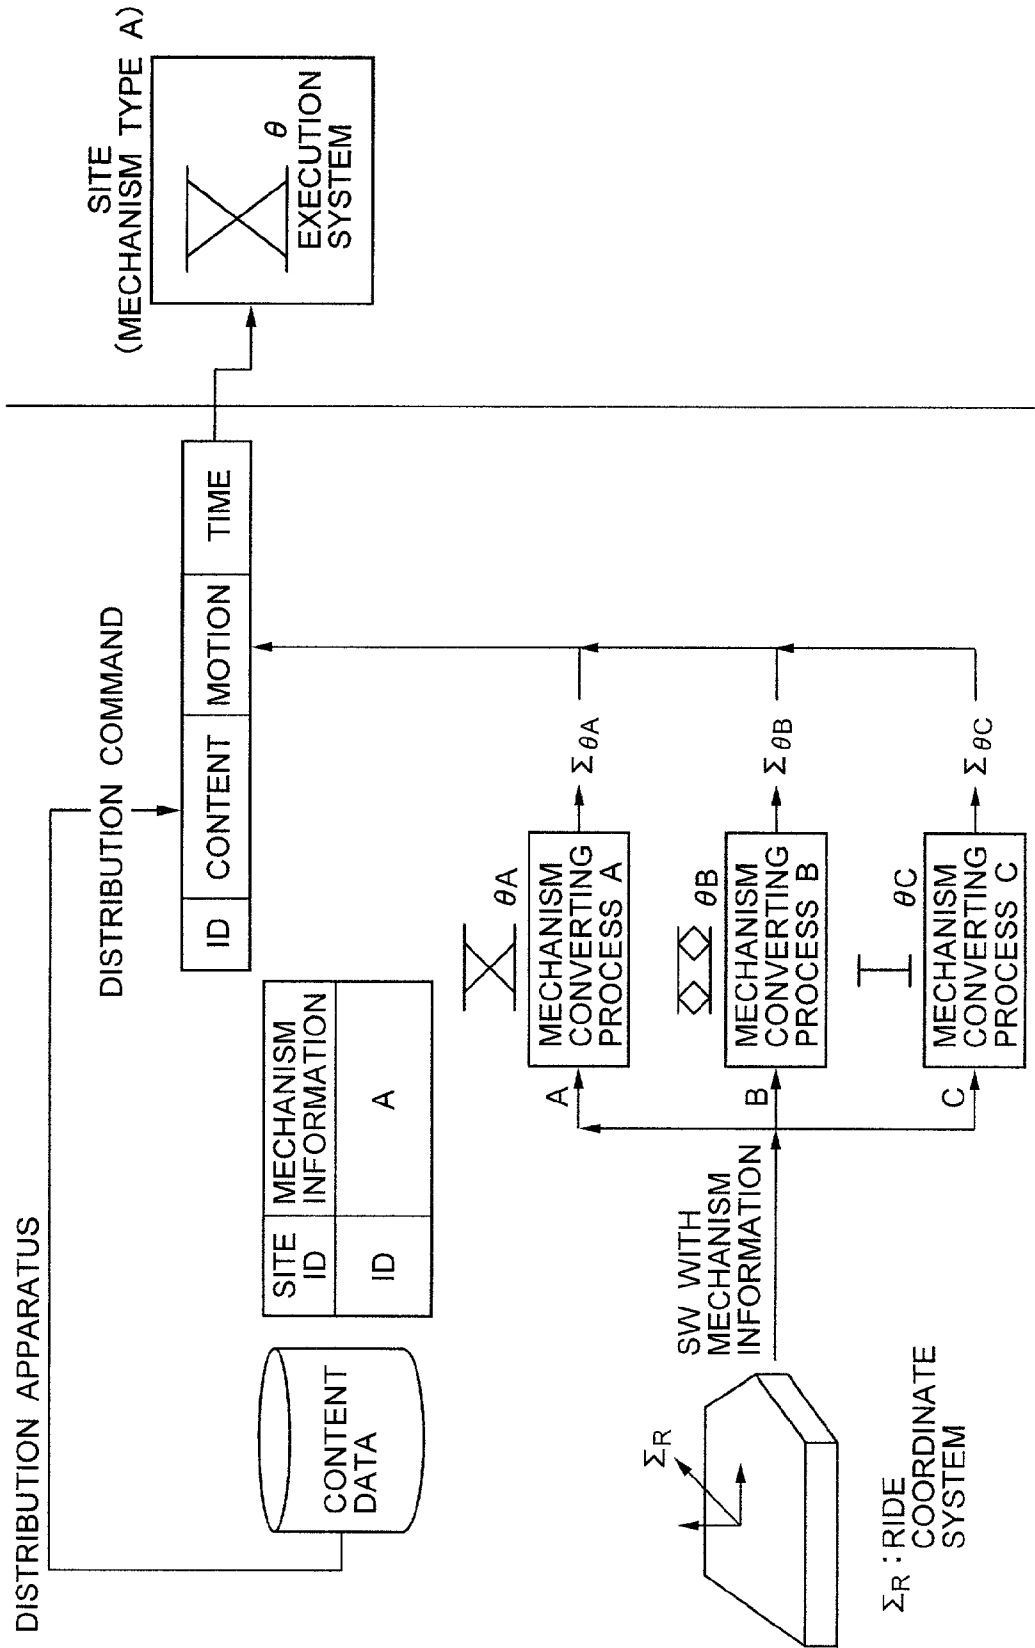 DISTRIBUTION APPARATUS
DISTRIBUTION COMMAND
SITE
(MECHANISM TYPE A)
CONTENT
DATA
SITE
ID
MECHANISM
INFORMATION
ID
A
ID
CONTENT
MOTION
TIME
θ
EXECUTION
SYSTEM
ΣR
ΣR : RIDE
COORDINATE
SYSTEM
SW WITH
MECHANISM
INFORMATION
A
θA
MECHANISM
CONVERTING
PROCESS A
ΣθA
B
θB
MECHANISM
CONVERTING
PROCESS B
ΣθB
C
θC
MECHANISM
CONVERTING
PROCESS C
ΣθC